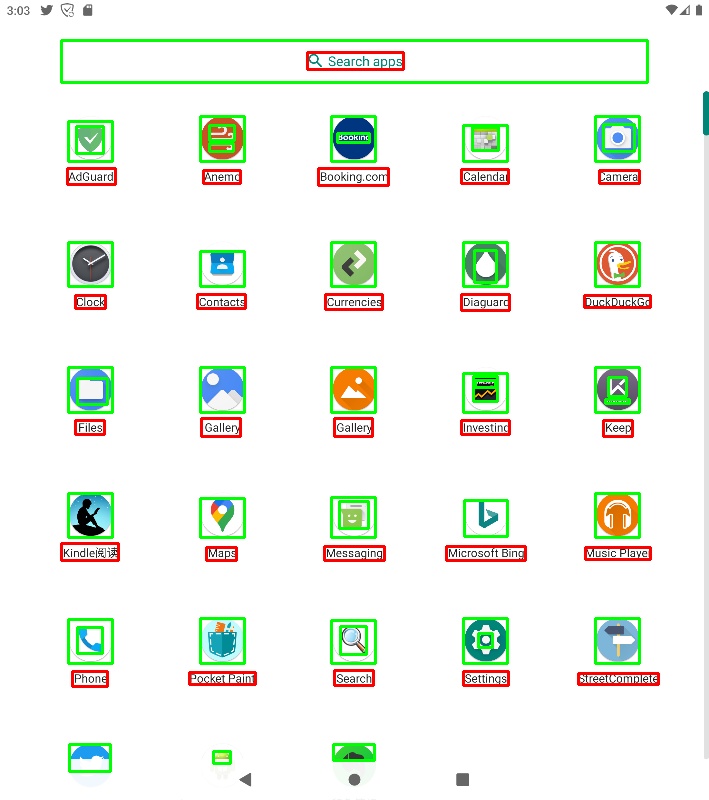 3:03
Search apps
AdGuard
Anemo
Booking.com
Calendar
Camera
Clock
Contacts
Currencies
Diaguard
DuckDuckGo
Files
Gallery
Gallery
Investing
Keep
Kindle阅读
Maps
Messaging
Microsoft Bing
Music Player
Phone
Pocket Paint
Search
Settings
StreetComplete